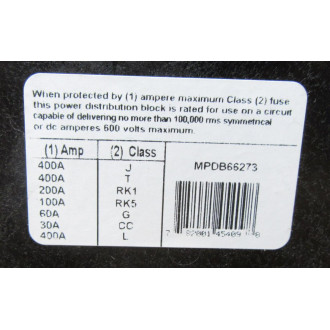 When protected by (1) ampere maximum Class (2) fuse
this power distribution block is rated for use on a circuit
capable of delivering no more than 100,000 rms symmetrical
or dc amperes 600 volts maximum.
(1) Amp (2) Class
400A J
400A T
200A RK1
100A RK5
60A G
30A CC
400A L
MPDB66273